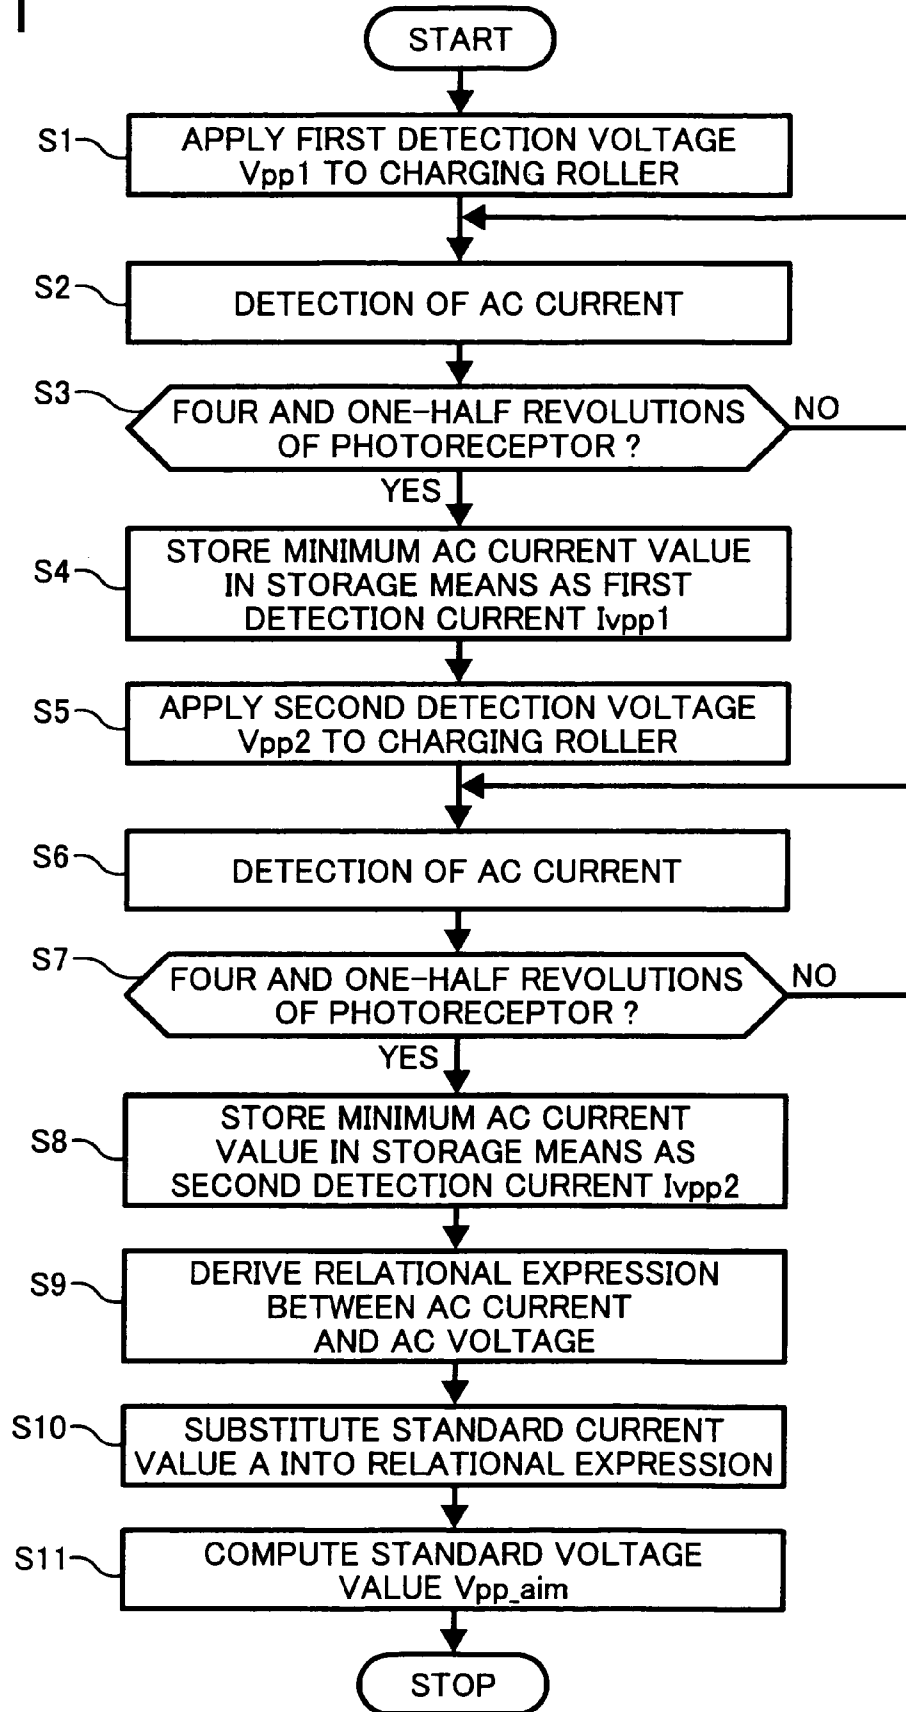 START
S1
APPLY FIRST DETECTION VOLTAGE
Vpp1 TO CHARGING ROLLER
S2
DETECTION OF AC CURRENT
S3
FOUR AND ONE-HALF REVOLUTIONS
OF PHOTORECEPTOR ?
NO
YES
S4
STORE MINIMUM AC CURRENT VALUE
IN STORAGE MEANS AS FIRST
DETECTION CURRENT Ivpp1
S5
APPLY SECOND DETECTION VOLTAGE
Vpp2 TO CHARGING ROLLER
S6
DETECTION OF AC CURRENT
S7
FOUR AND ONE-HALF REVOLUTIONS
OF PHOTORECEPTOR ?
NO
YES
S8
STORE MINIMUM AC CURRENT
VALUE IN STORAGE MEANS AS
SECOND DETECTION CURRENT Ivpp2
S9
DERIVE RELATIONAL EXPRESSION
BETWEEN AC CURRENT
AND AC VOLTAGE
S10
SUBSTITUTE STANDARD CURRENT
VALUE A INTO RELATIONAL EXPRESSION
S11
COMPUTE STANDARD VOLTAGE
VALUE Vpp_aim
STOP